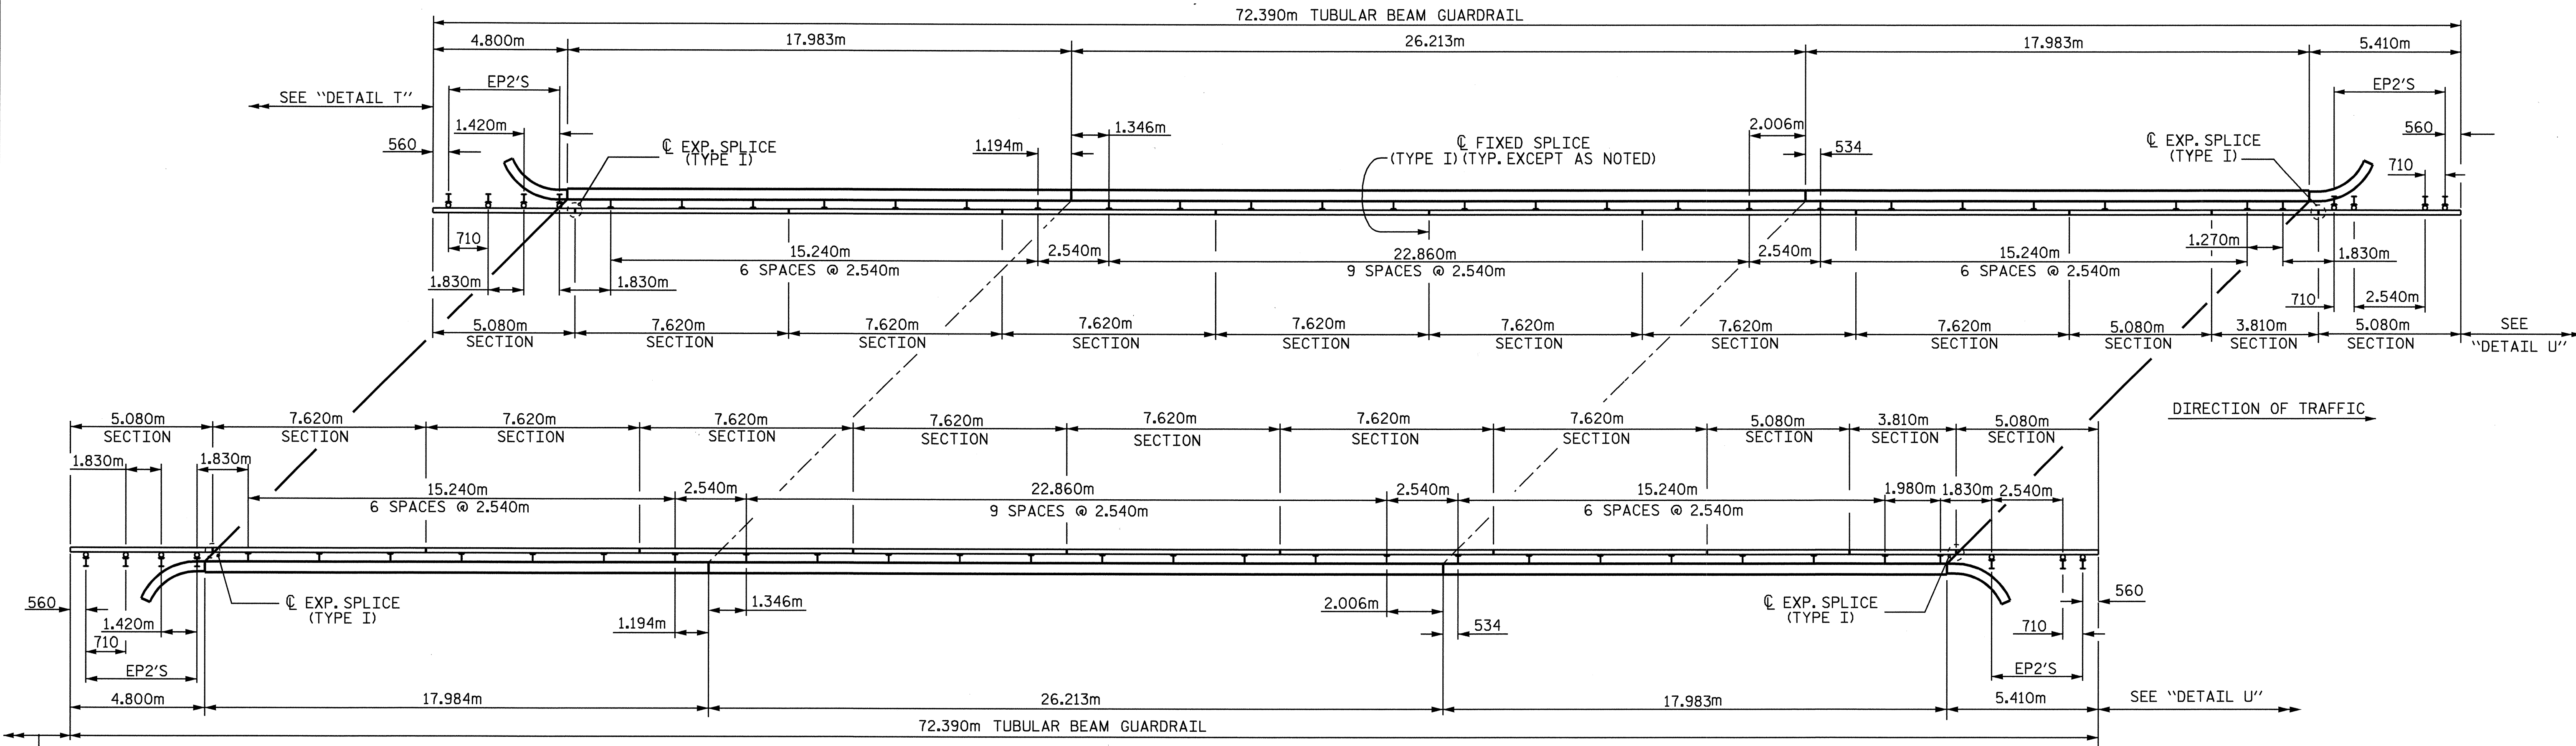 72.390m TUBULAR BEAM GUARDRAIL
4.800m
17.983m
26.213m
17.983m
5.410m
EP2'S
EP2'S
SEE ``DETAIL T''
1.420m
560
1.346m
1.194m
2.006m
534
560
710
℄ EXP. SPLICE
(TYPE I)
℄ FIXED SPLICE
(TYPE I) (TYP. EXCEPT AS NOTED)
℄ EXP. SPLICE
(TYPE I)
710
15.240m
6 SPACES @ 2.540m
2.540m
22.860m
9 SPACES @ 2.540m
2.540m
15.240m
6 SPACES @ 2.540m
1.270m
1.830m
1.830m
1.830m
710
2.540m
5.080m
SECTION
7.620m
SECTION
7.620m
SECTION
7.620m
SECTION
7.620m
SECTION
7.620m
SECTION
7.620m
SECTION
7.620m
SECTION
5.080m
SECTION
3.810m
SECTION
5.080m
SECTION
SEE
``DETAIL U''
DIRECTION OF TRAFFIC
5.080m
SECTION
7.620m
SECTION
7.620m
SECTION
7.620m
SECTION
7.620m
SECTION
7.620m
SECTION
7.620m
SECTION
7.620m
SECTION
5.080m
SECTION
3.810m
SECTION
5.080m
SECTION
1.830m
1.830m
15.240m
6 SPACES @ 2.540m
2.540m
22.860m
9 SPACES @ 2.540m
2.540m
15.240m
6 SPACES @ 2.540m
1.980m
1.830m
2.540m
560
℄ EXP. SPLICE
(TYPE I)
1.420m
710
1.194m
1.346m
2.006m
534
℄ EXP. SPLICE
(TYPE I)
560
710
EP2'S
EP2'S
4.800m
17.984m
26.213m
17.983m
5.410m
SEE ``DETAIL U''
72.390m TUBULAR BEAM GUARDRAIL